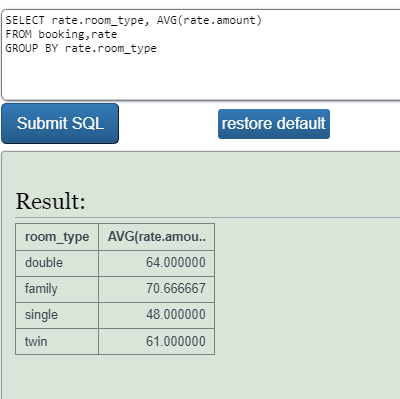 SELECT rate.room_type, AVG(rate.amount)
FROM booking,rate
GROUP BY rate.room_type
Submit SQL restore default
Result:
room_type AVG(rate.amou..
double 64.000000
family 70.666667
single 48.000000
twin 61.000000